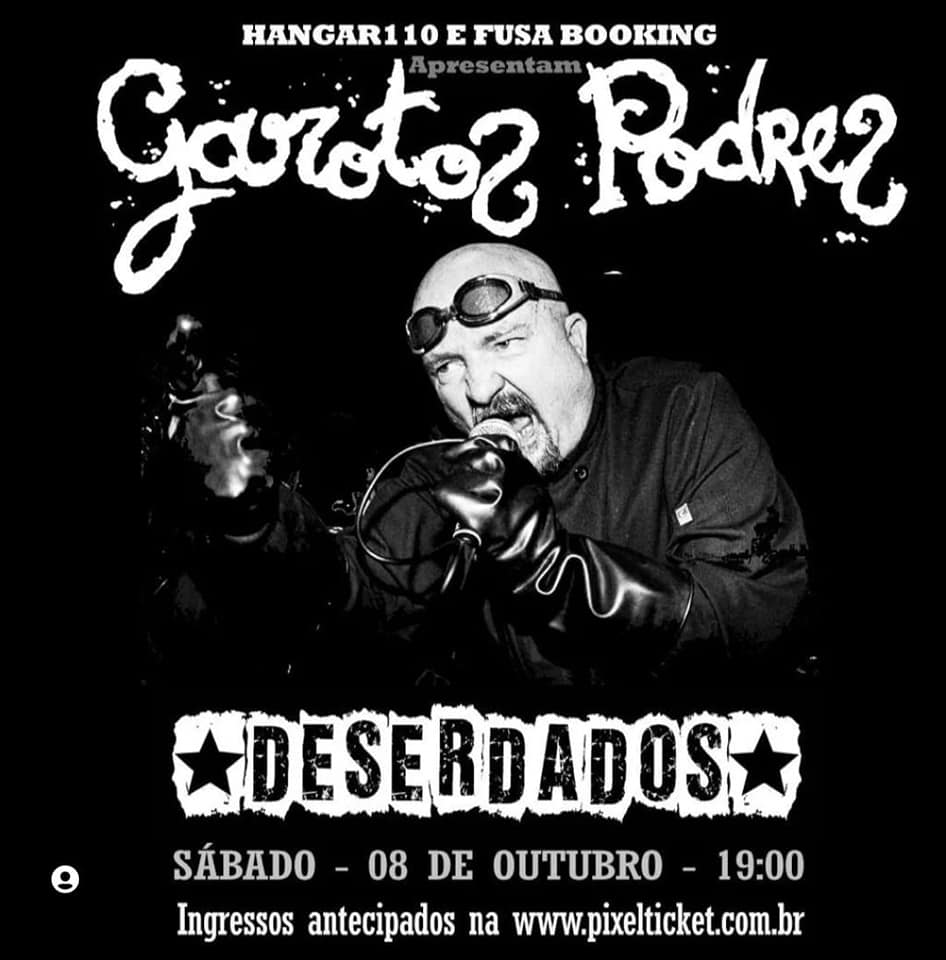 HANGAR110 E FUSA BOOKING
Apresentam
Garotos Podres
DESERDADOS
SÁBADO - 08 DE OUTUBRO - 19:00
Ingressos antecipados na www.pixelticket.com.br